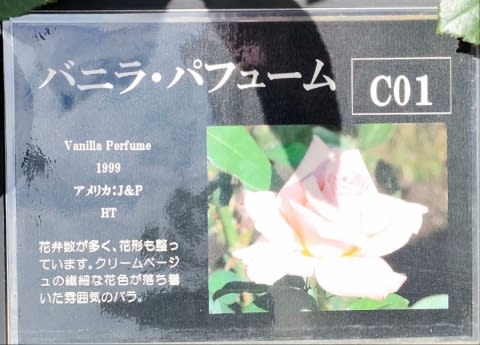 バニラ・パフューム
C01
Vanilla Perfume
1999
アメリカ:J&P
HT
花弁数が多く、花形も整っ
ています。クリームベージ
ュの繊細な花色が落ち着
いた雰囲気のバラ。